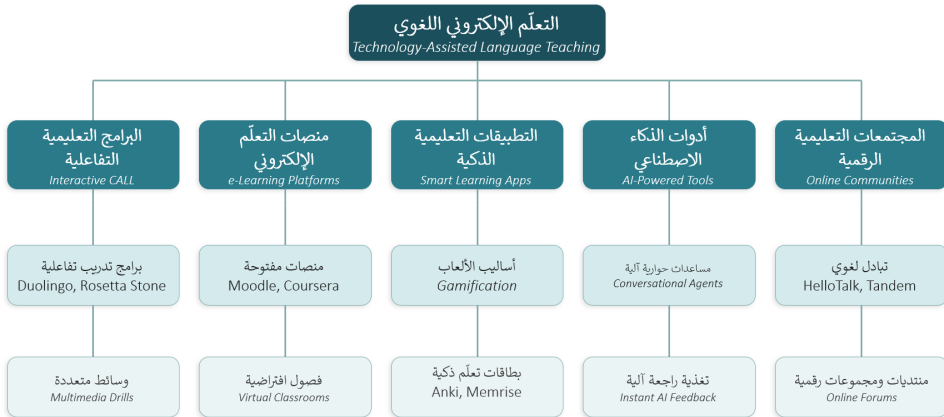 التعلّم الإلكتروني اللغوي
Technology-Assisted Language Teaching
البرامج التعليمية
التفاعلية
Interactive CALL
منصات التعلّم
الإلكتروني
e-Learning Platforms
التطبيقات التعليمية
الذكية
Smart Learning Apps
أدوات الذكاء
الاصطناعي
AI-Powered Tools
المجتمعات التعليمية
الرقمية
Online Communities
برامج تدريب تفاعلية
Duolingo, Rosetta Stone
منصات مفتوحة
Moodle, Coursera
أساليب الألعاب
Gamification
مساعدات حوارية آلية
Conversational Agents
تبادل لغوي
HelloTalk, Tandem
وسائط متعددة
Multimedia Drills
فصول افتراضية
Virtual Classrooms
بطاقات تعلّم ذكية
Anki, Memrise
تغذية راجعة آلية
Instant AI Feedback
منتديات ومجموعات رقمية
Online Forums